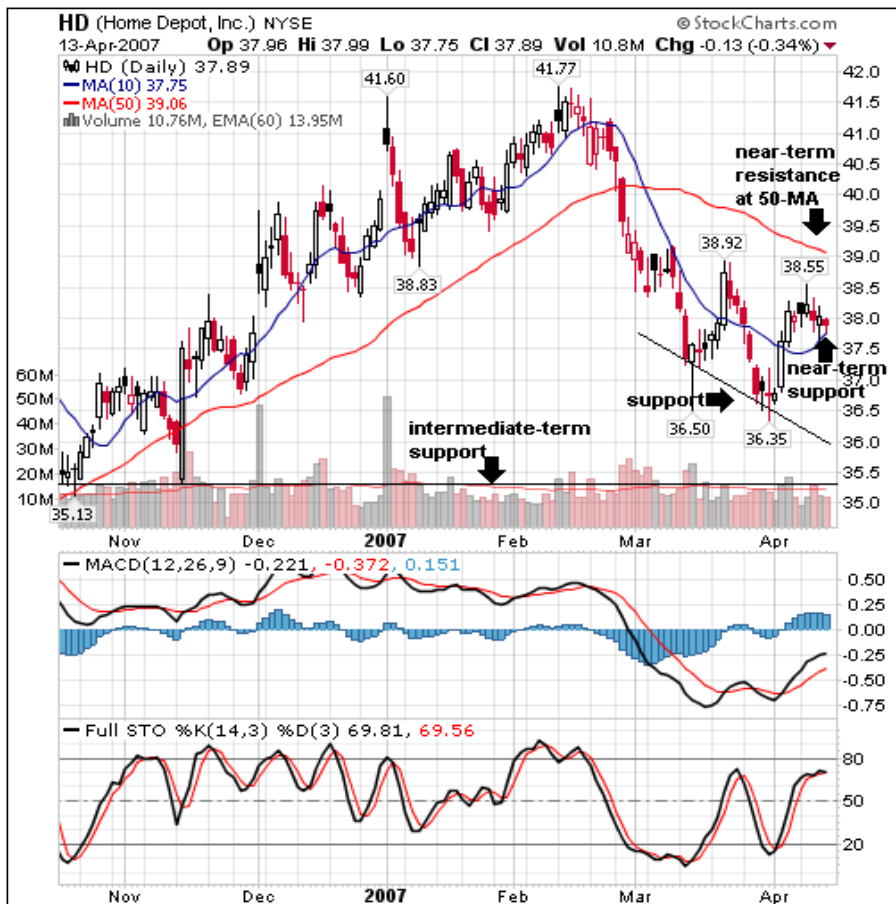 HD (Home Depot, Inc.) NYSE © StockCharts.com
13-Apr-2007 Op 37.96 Hi 37.99 Lo 37.75 Cl 37.89 Vol 10.8M Chg -0.13 (-0.34%)
HD (Daily) 37.89
MA(10) 37.75
MA(50) 39.06
Volume 10.76M, EMA(60) 13.95M
41.60
41.77
38.83
38.92
38.55
36.50
36.35
35.13
near-term
resistance
at 50-MA
near-term
support
support
intermediate-term
support
42.0
41.5
41.0
40.5
40.0
39.5
39.0
38.5
38.0
37.5
37.0
36.5
36.0
35.5
35.0
60M
50M
40M
30M
20M
10M
Nov Dec 2007 Feb Mar Apr
MACD(12,26,9) -0.221, -0.372, 0.151
0.50
0.25
0.00
-0.25
-0.50
-0.75
Full STO %K(14,3) %D(3) 69.81, 69.56
80
50
20
Nov Dec 2007 Feb Mar Apr